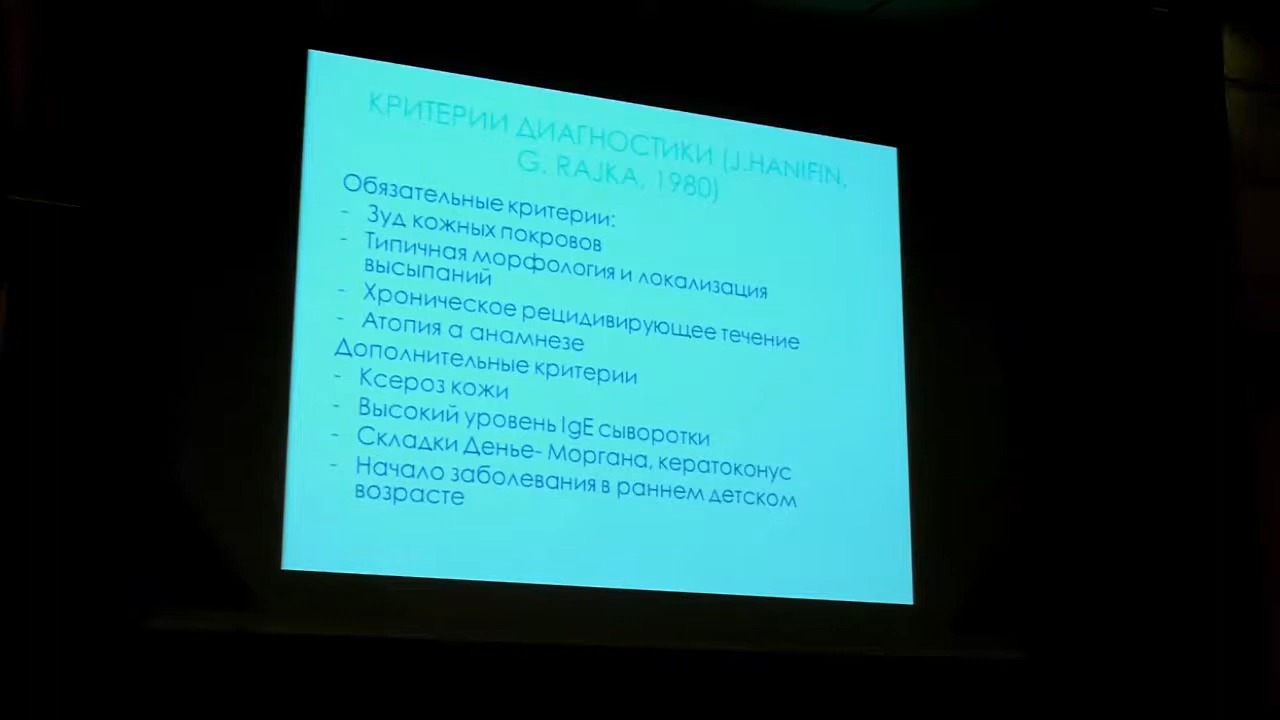 КРИТЕРИИ ДИАГНОСТИКИ (J.HANIFIN,
G. RAJKA, 1980)
Обязательные критерии:
- Зуд кожных покровов
- Типичная морфология и локализация
высыпаний
- Хроническое рецидивирующее течение
- Атопия а анамнезе
Дополнительные критерии
- Ксероз кожи
- Высокий уровень IgE сыворотки
- Складки Денье- Моргана, кератоконус
- Начало заболевания в раннем детском
возрасте